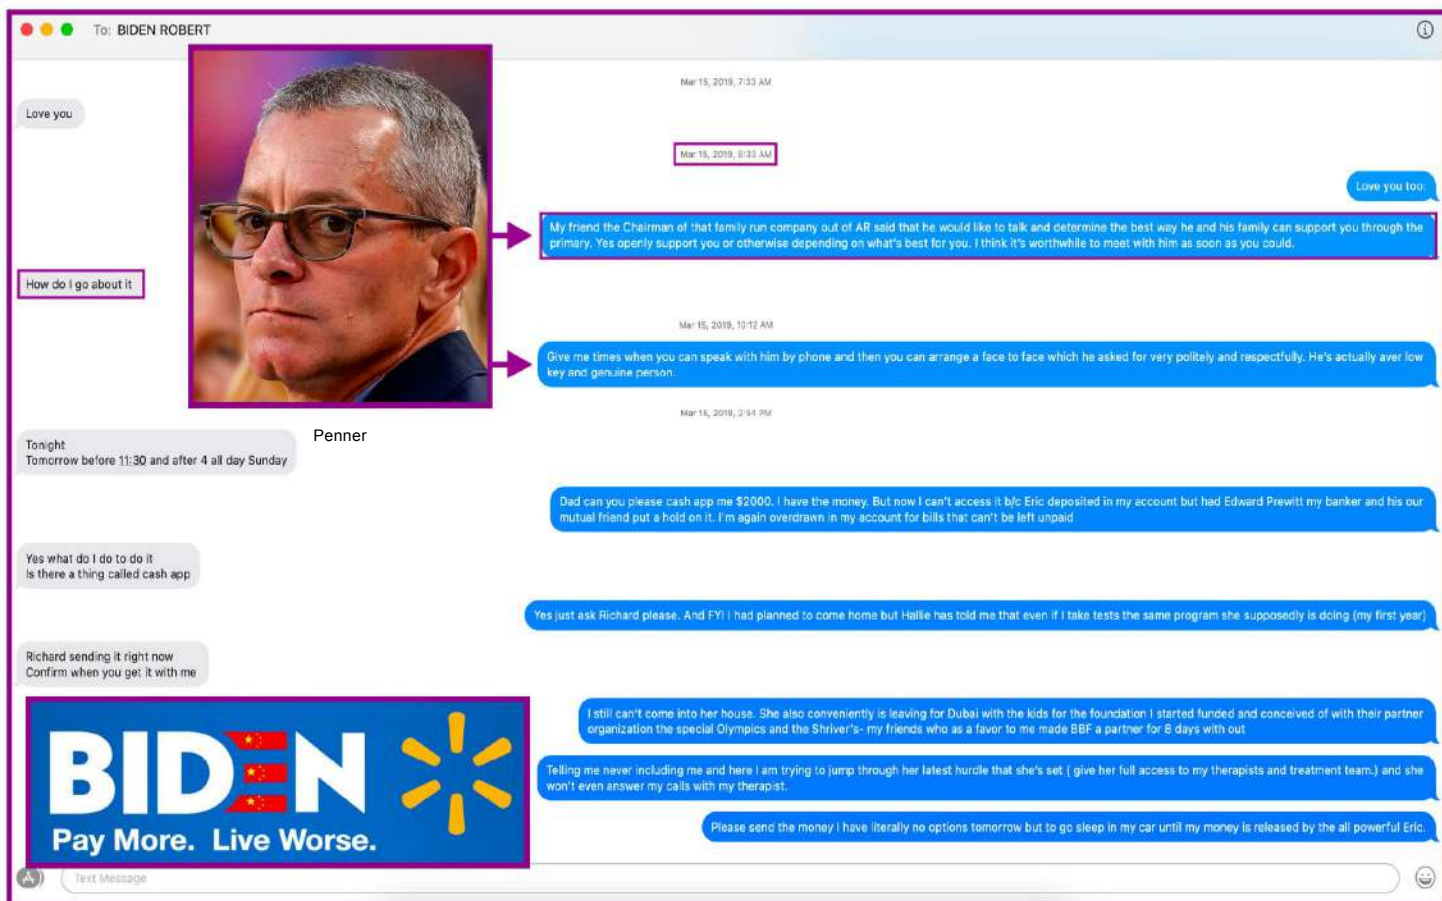 To: BIDEN ROBERT
Mar 15, 2019, 7:33 AM
Love you
Mar 15, 2019, 8:33 AM
Love you too:
My friend the Chairman of that family run company out of AR said that he would like to talk and determine the best way he and his family can support you through the
primary. Yes openly support you or otherwise depending on what's best for you. I think it's worthwhile to meet with him as soon as you could.
How do I go about it
Mar 15, 2019, 10:12 AM
Give me times when you can speak with him by phone and then you can arrange a face to face which he asked for very politely and respectfully. He's actually aver low
key and genuine person.
Mar 15, 2019, 2:54 PM
Penner
Tonight
Tomorrow before 11:30 and after 4 all day Sunday
Dad can you please cash app me $2000. I have the money. But now I can't access it b/c Eric deposited in my account but had Edward Prewitt my banker and his our
mutual friend put a hold on it. I'm again overdrawn in my account for bills that can't be left unpaid
Yes what do I do to do it
Is there a thing called cash app
Yes just ask Richard please. And FYI I had planned to come home but Hallie has told me that even if I take tests the same program she supposedly is doing (my first year)
Richard sending it right now
Confirm when you get it with me
I still can't come into her house. She also conveniently is leaving for Dubai with the kids for the foundation I started funded and conceived of with their partner
organization the special Olympics and the Shriver's- my friends who as a favor to me made BBF a partner for 8 days with out
Telling me never including me and here I am trying to jump through her latest hurdle that she's set ( give her full access to my therapists and treatment team.) and she
won't even answer my calls with my therapist.
Please send the money I have literally no options tomorrow but to go sleep in my car until my money is released by the all powerful Eric.
BIDEN
Pay More. Live Worse.
Text Message